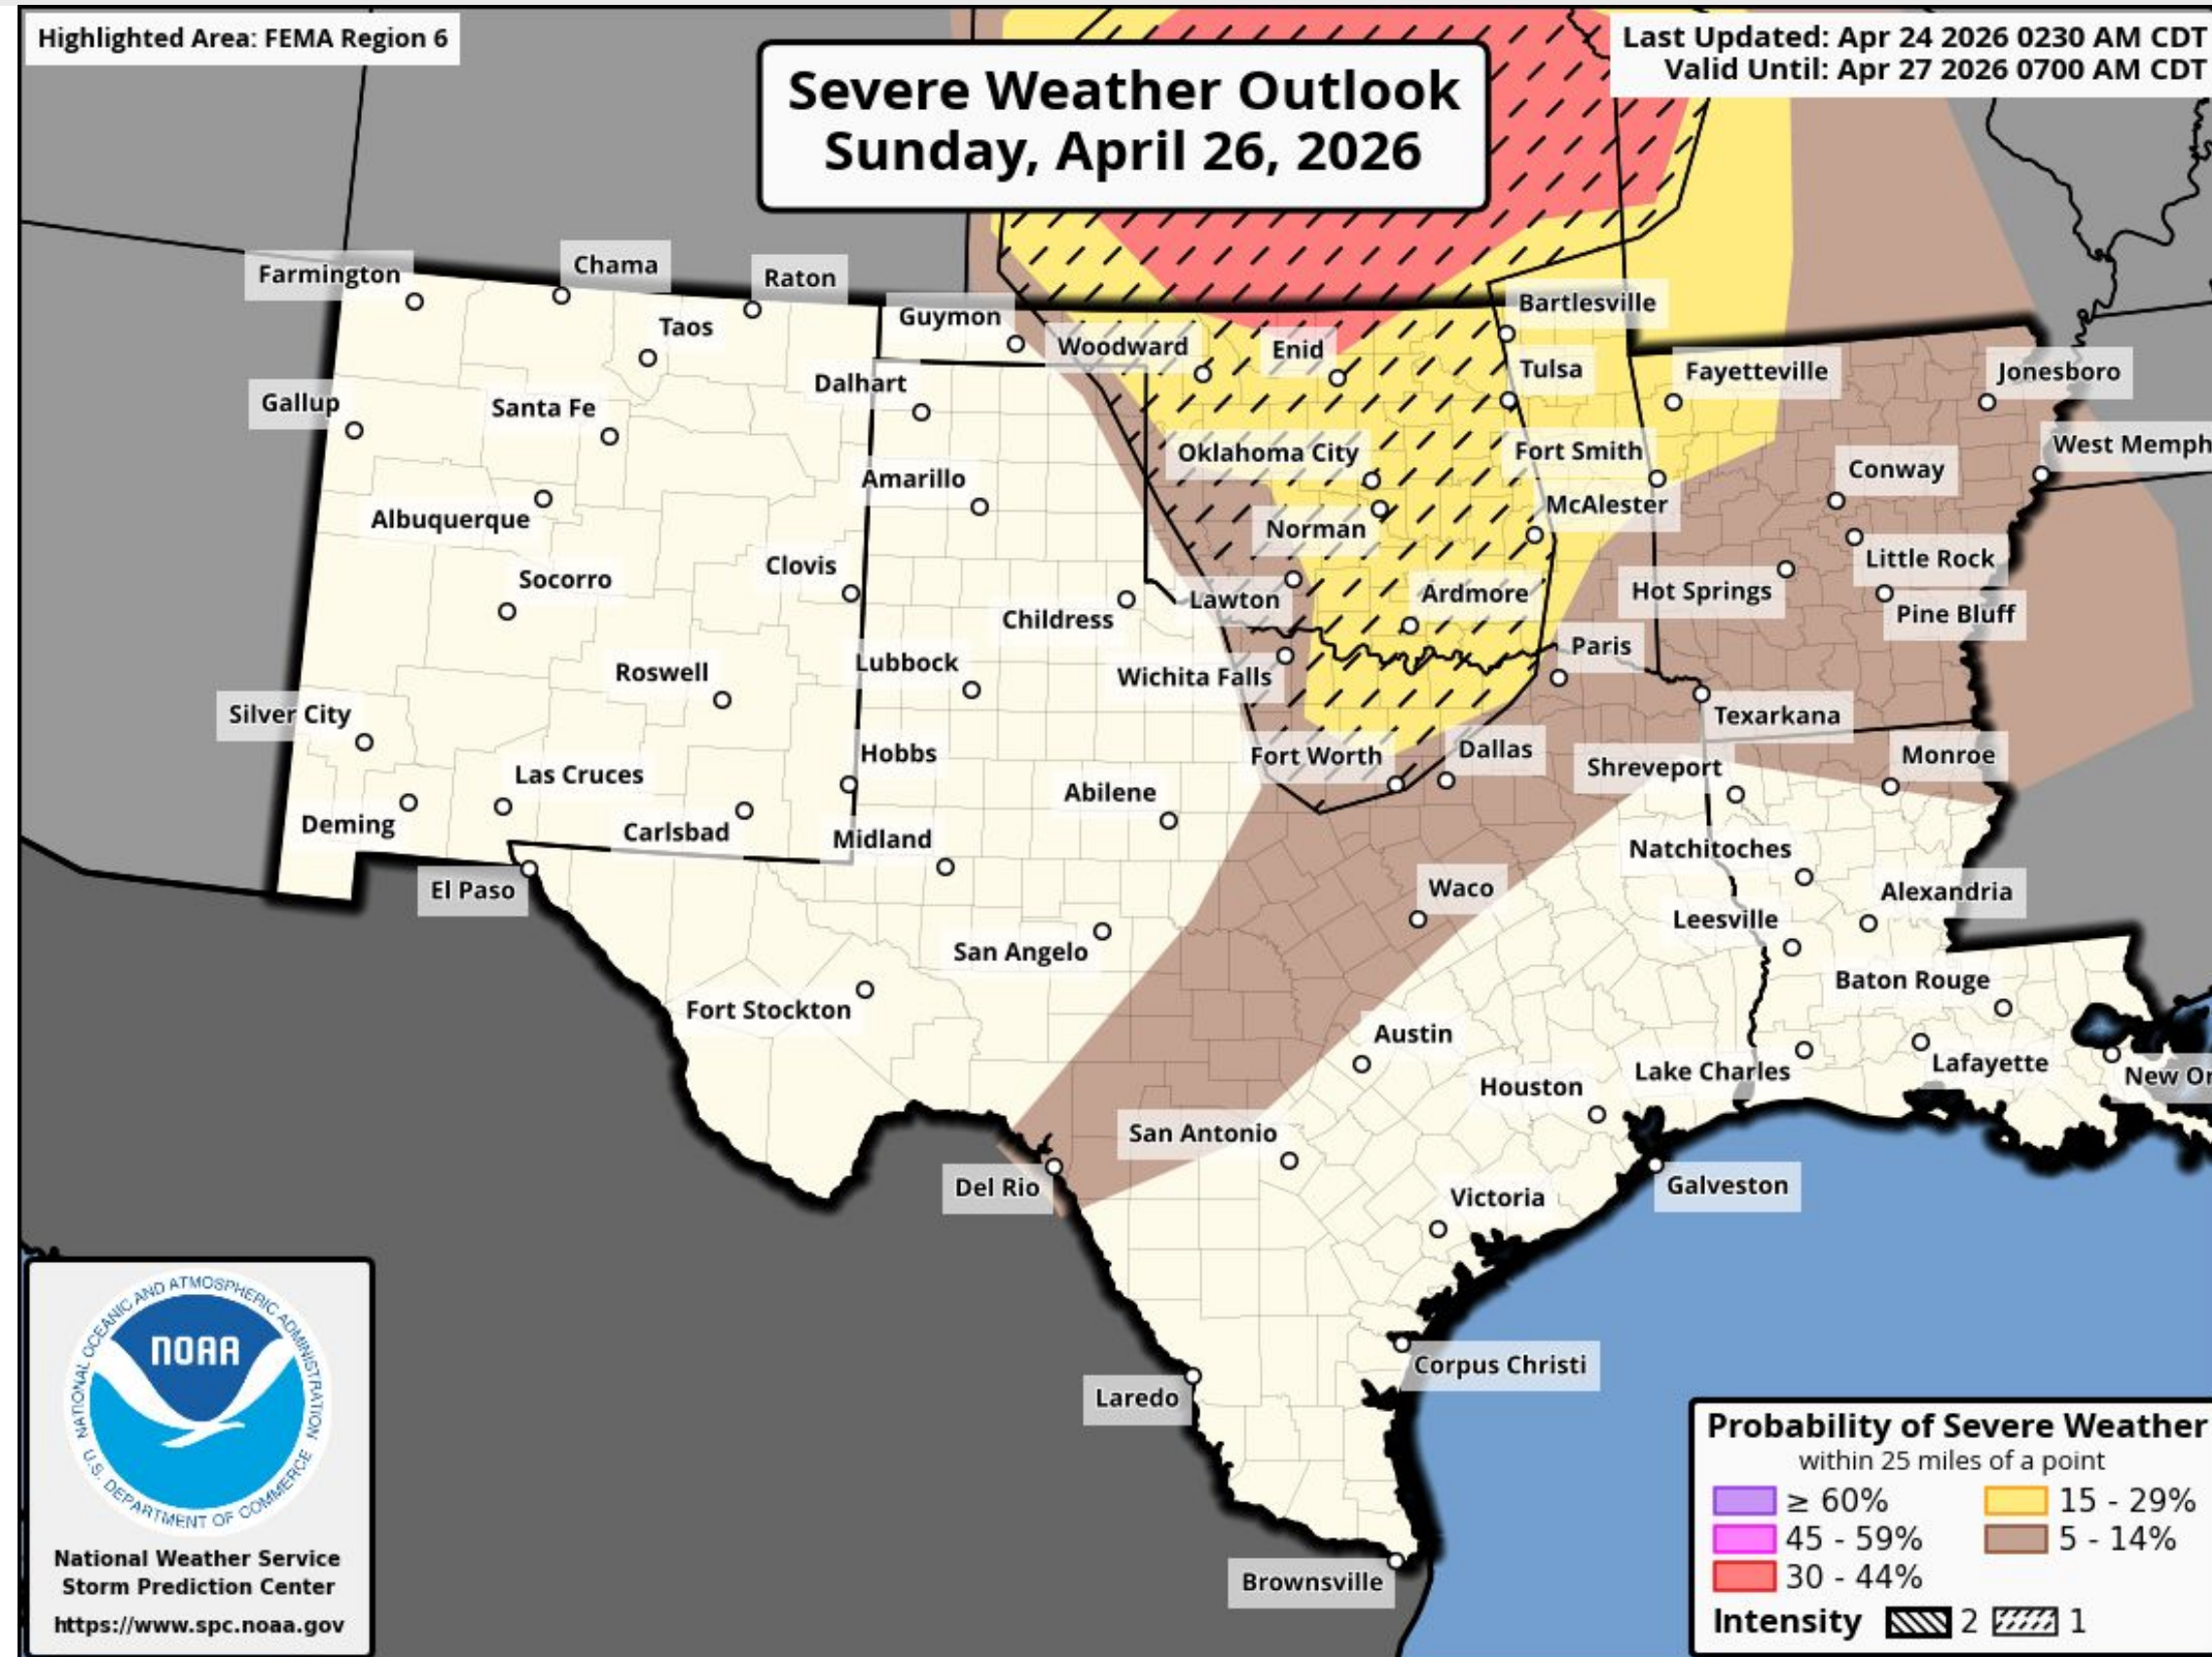 Highlighted Area: FEMA Region 6
Last Updated: Apr 24 2026 0230 AM CDT
Valid Until: Apr 27 2026 0700 AM CDT
Severe Weather Outlook
Sunday, April 26, 2026
Farmington
Chama
Raton
Taos
Guymon
Woodward
Enid
Bartlesville
Tulsa
Fayetteville
Jonesboro
Gallup
Santa Fe
Dalhart
Oklahoma City
Fort Smith
West Memph
Conway
Amarillo
Albuquerque
Norman
McAlester
Little Rock
Socorro
Clovis
Childress
Lawton
Ardmore
Hot Springs
Pine Bluff
Roswell
Lubbock
Wichita Falls
Paris
Texarkana
Silver City
Hobbs
Las Cruces
Abilene
Fort Worth
Dallas
Shreveport
Monroe
Deming
Carlsbad
Midland
Natchitoches
El Paso
Waco
Leesville
Alexandria
San Angelo
Baton Rouge
Fort Stockton
Austin
Houston
Lake Charles
Lafayette
New Or
San Antonio
Del Rio
Galveston
Victoria
Corpus Christi
Laredo
Brownsville
NATIONAL OCEANIC AND ATMOSPHERIC ADMINISTRATION
NOAA
U.S. DEPARTMENT OF COMMERCE
National Weather Service
Storm Prediction Center
https://www.spc.noaa.gov
Probability of Severe Weather
within 25 miles of a point
≥ 60% 15 - 29%
45 - 59% 5 - 14%
30 - 44%
Intensity 2 1